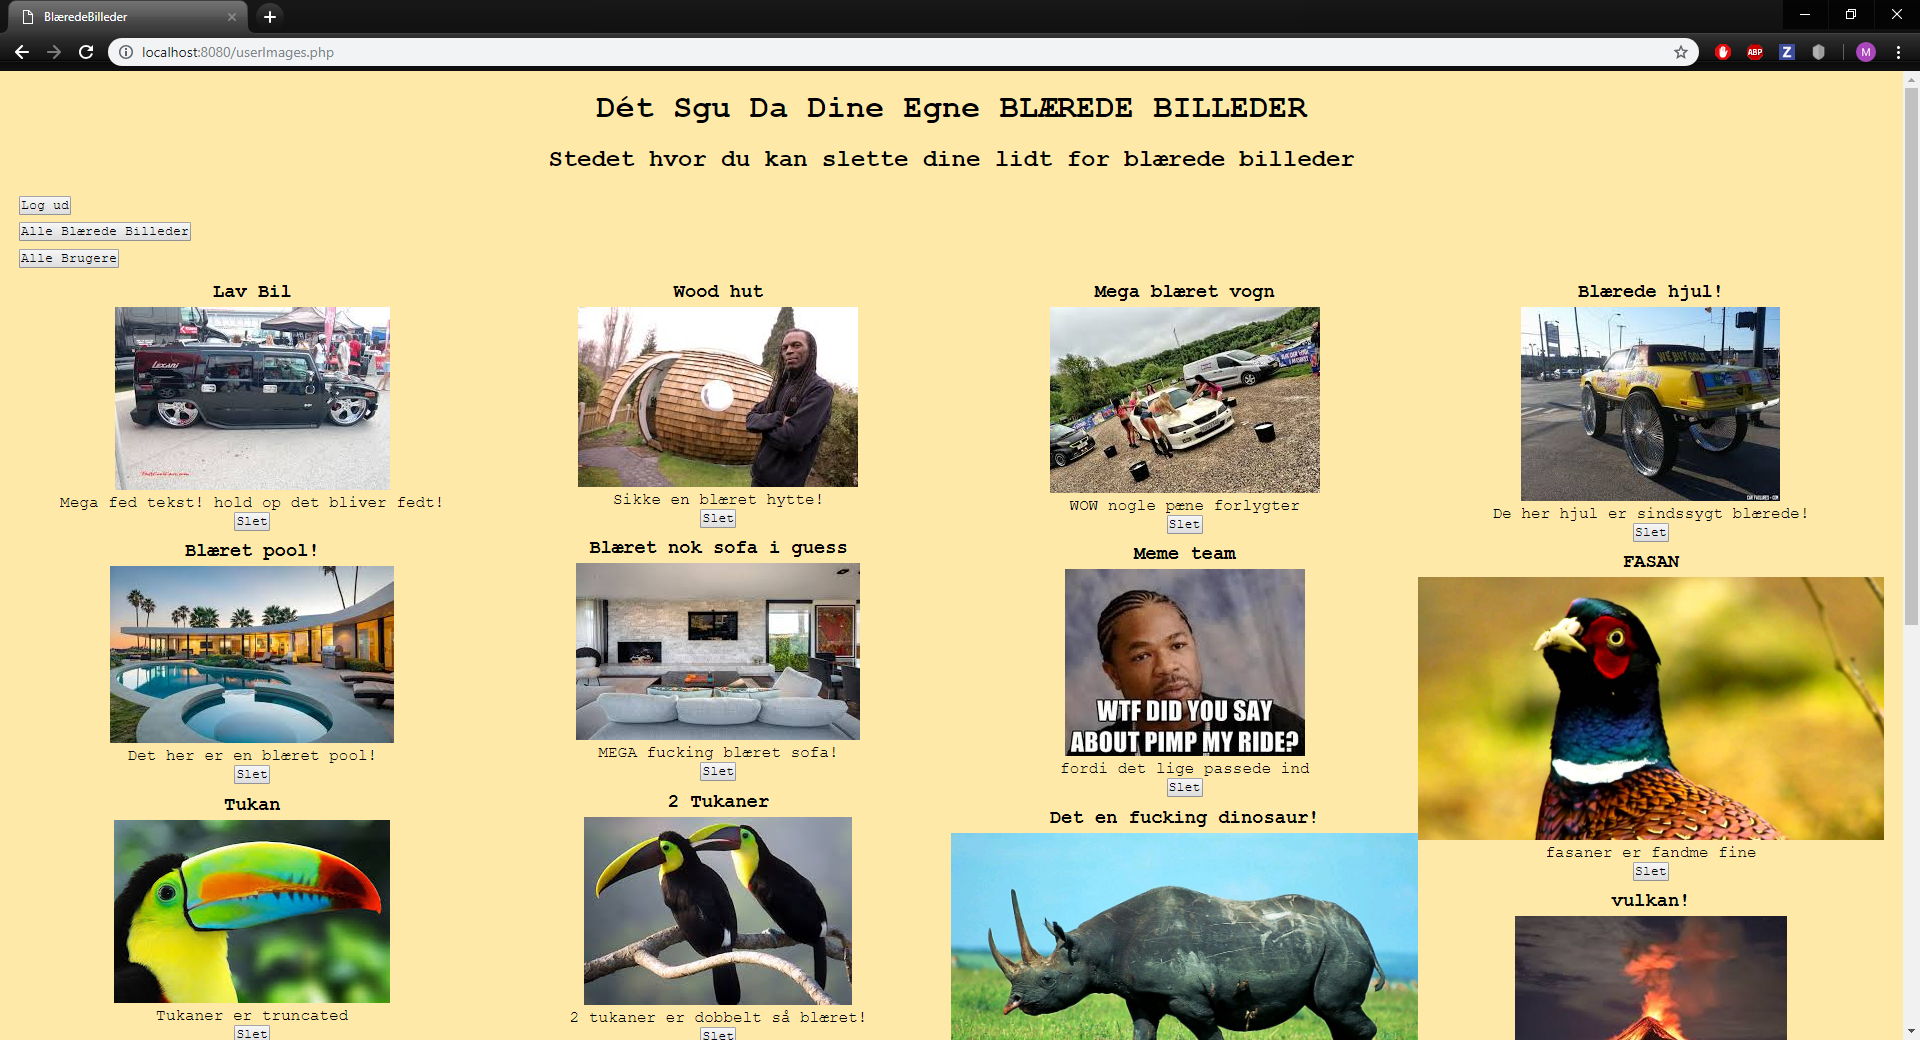 BlæredeBilleder
localhost:8080/userImages.php
ABP
Z
M
Dét Sgu Da Dine Egne BLÆREDE BILLEDER
Stedet hvor du kan slette dine lidt for blærede billeder
Log ud
Alle Blærede Billeder
Alle Brugere
Lav Bil
Lexani
Mega fed tekst! hold op det bliver fedt!
Slet
Wood hut
Sikke en blæret hytte!
Slet
Mega blæret vogn
WOW nogle pæne forlygter
Slet
Blærede hjul!
WE BUY GOLD
De her hjul er sindssygt blærede!
Slet
Blæret pool!
Det her er en blæret pool!
Slet
Blæret nok sofa i guess
MEGA fucking blæret sofa!
Slet
Meme team
WTF DID YOU SAY
ABOUT PIMP MY RIDE?
fordi det lige passede ind
Slet
FASAN
fasaner er fandme fine
Slet
Tukan
Tukaner er truncated
Slet
2 Tukaner
2 tukaner er dobbelt så blæret!
Slet
Det en fucking dinosaur!
vulkan!